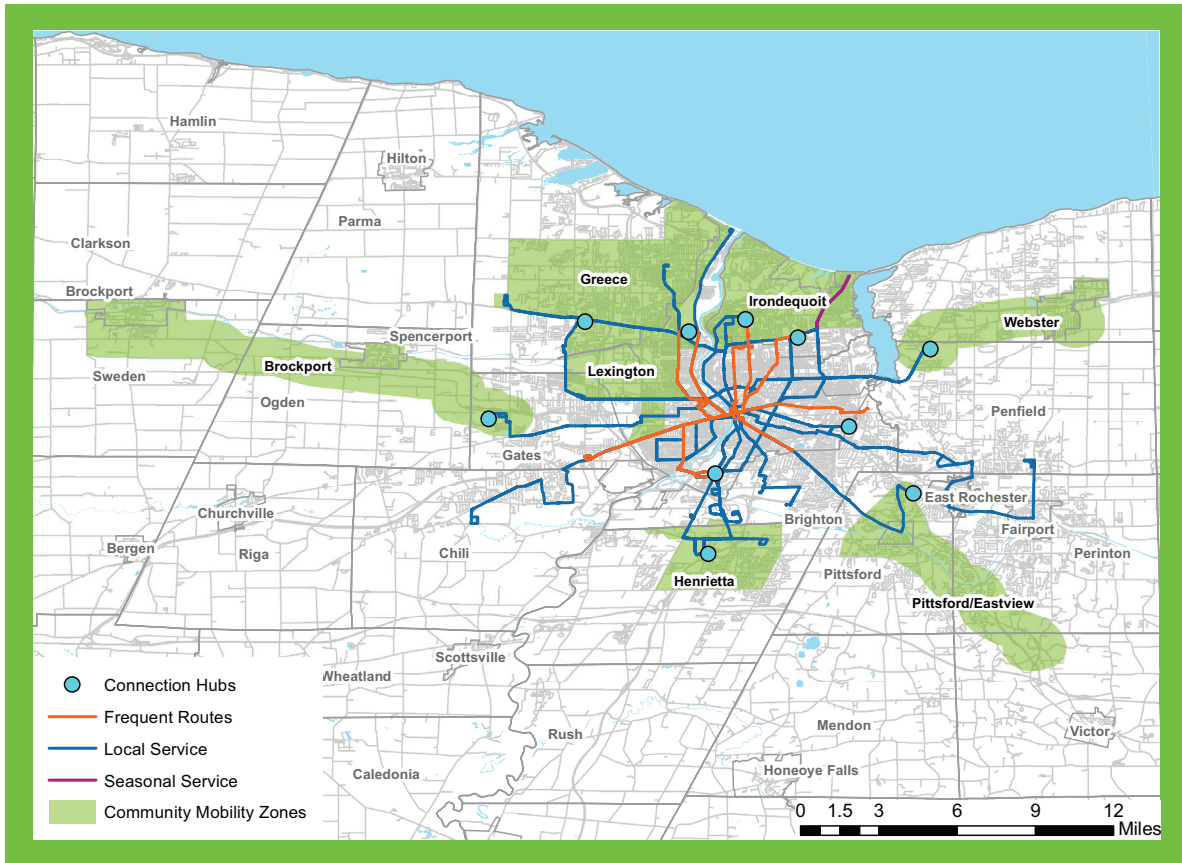 Hamlin
Hilton
Parma
Clarkson
Greece
Brockport
Irondequoit
Webster
Spencerport
Brockport
Lexington
Sweden
Ogden
Penfield
Gates
East Rochester
Churchville
Brighton
Fairport
Bergen
Riga
Chili
Perinton
Pittsford
Henrietta
Pittsford/Eastview
Scottsville
Wheatland
Connection Hubs
Frequent Routes
Mendon
Victor
Rush
Local Service
Honeoye Falls
Caledonia
Seasonal Service
Community Mobility Zones
0 1.5 3 6 9 12
Miles